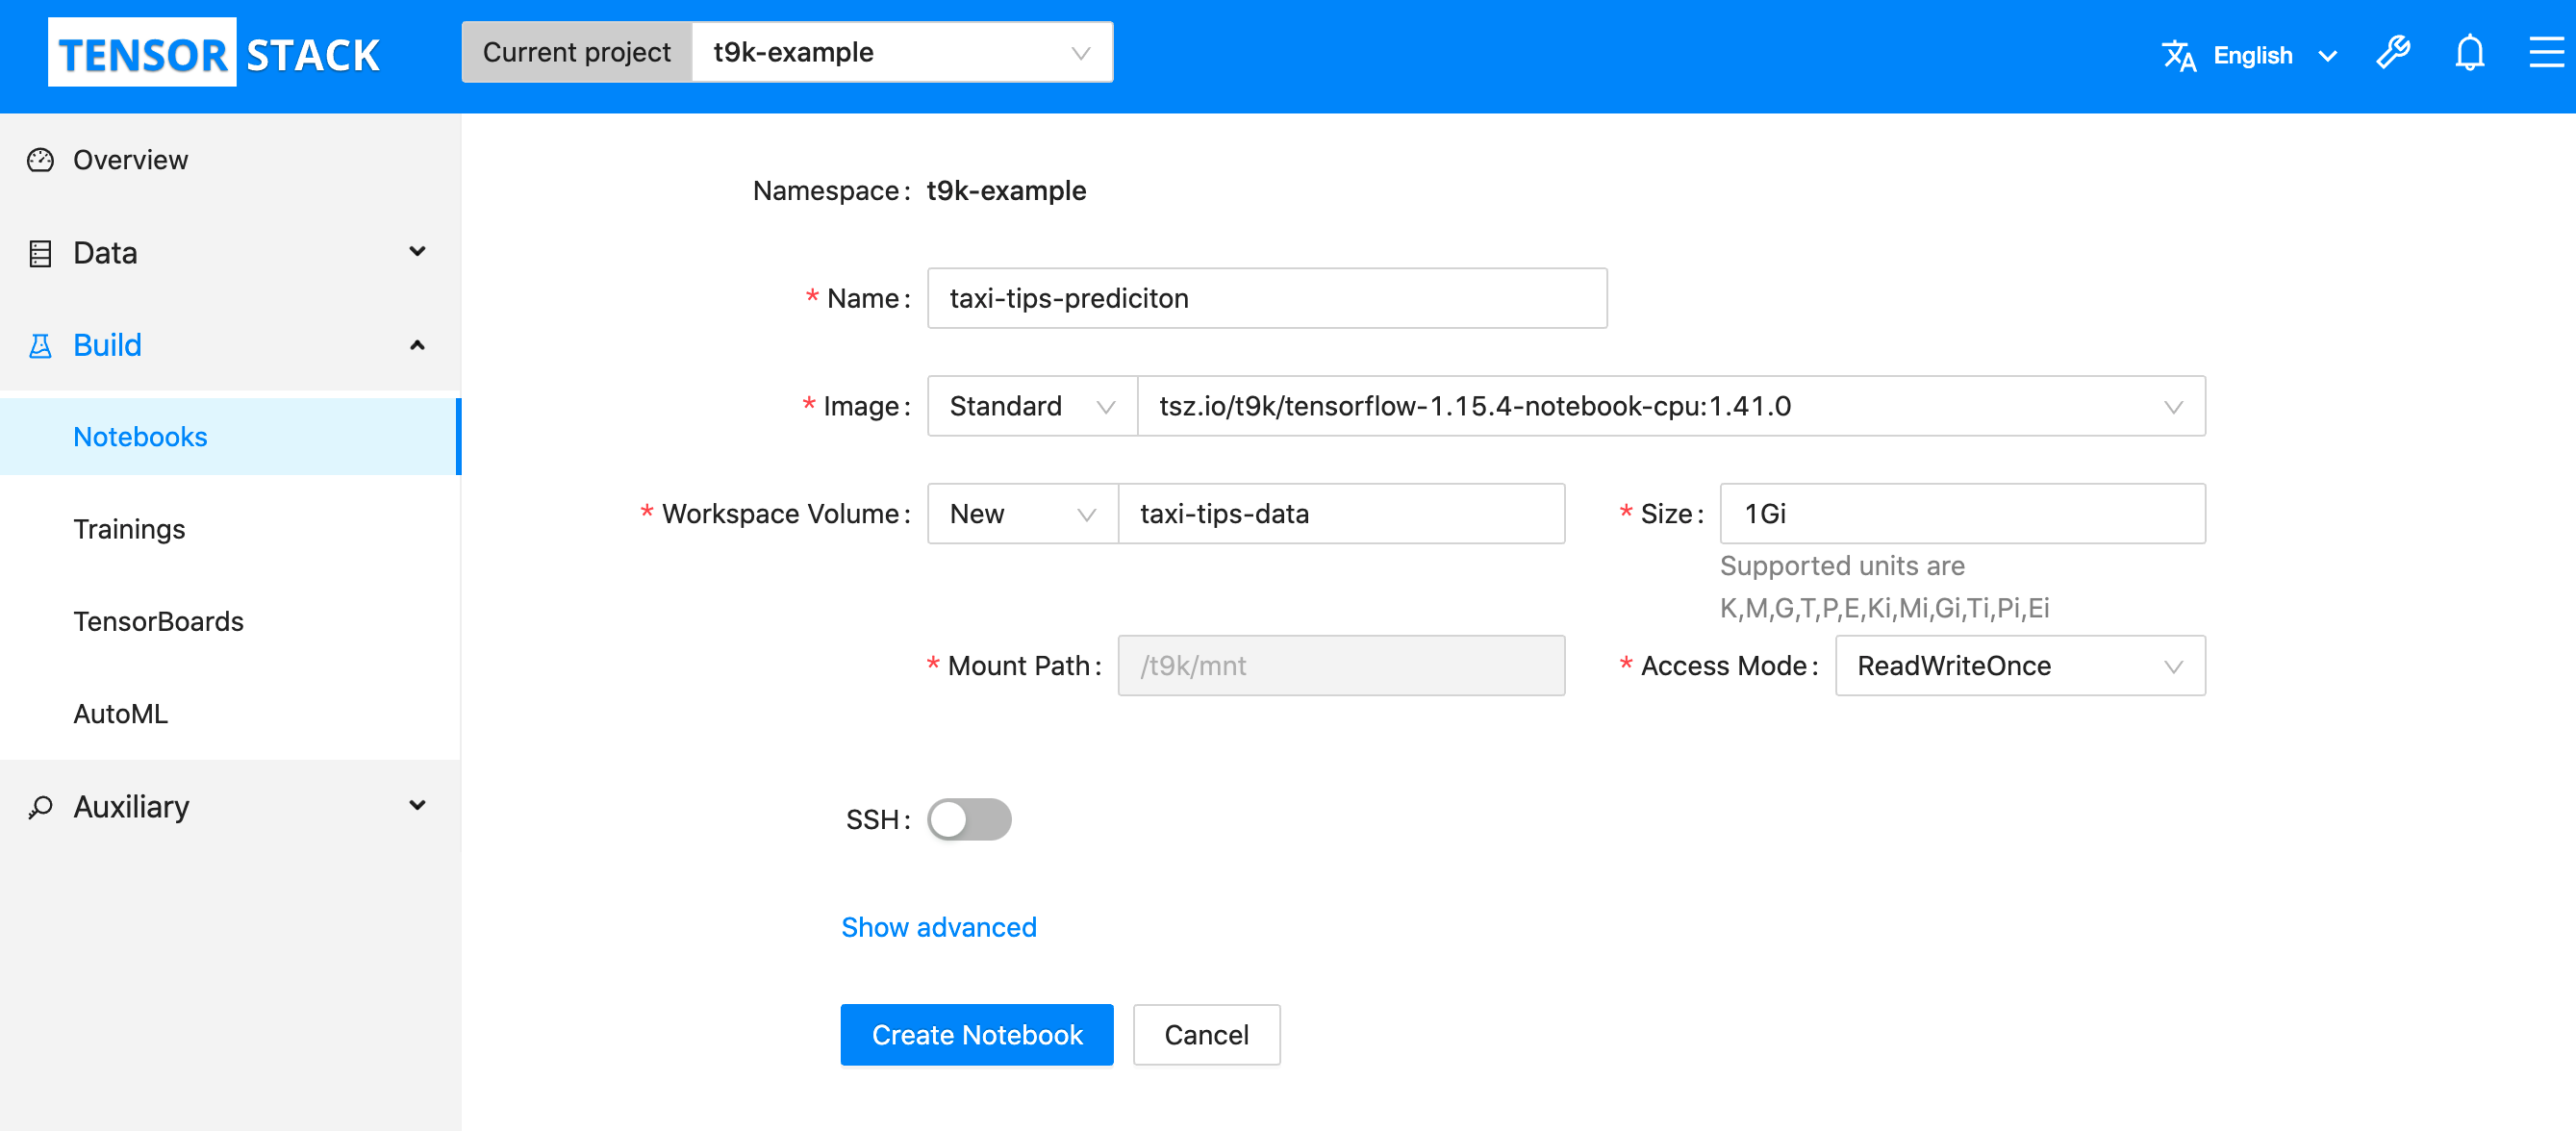 TENSOR STACK
Current project t9k-example
English
Overview
Data
Build
Notebooks
Trainings
TensorBoards
AutoML
Auxiliary
Namespace: t9k-example
* Name: taxi-tips-prediciton
* Image: Standard tsz.io/t9k/tensorflow-1.15.4-notebook-cpu:1.41.0
* Workspace Volume: New taxi-tips-data * Size: 1Gi
Supported units are
K,M,G,T,P,E,Ki,Mi,Gi,Ti,Pi,Ei
* Mount Path: /t9k/mnt * Access Mode: ReadWriteOnce
SSH:
Show advanced
Create Notebook Cancel